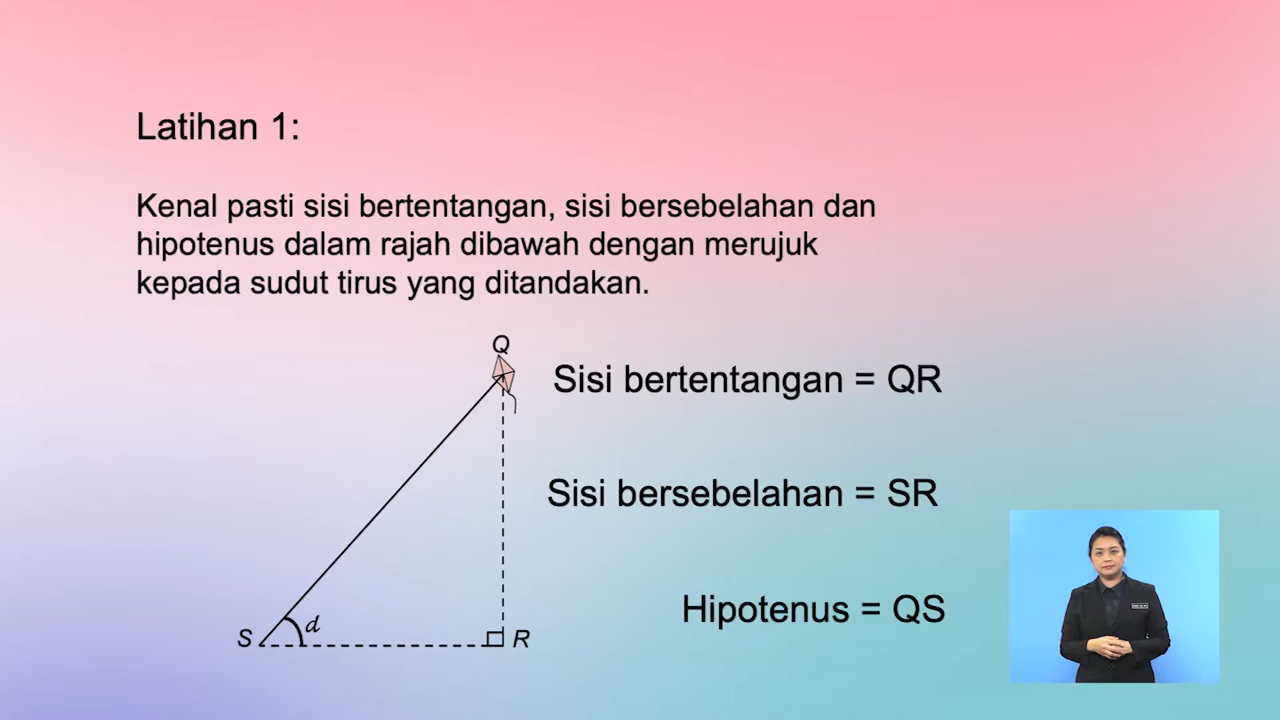 Latihan 1:
Kenal pasti sisi bertentangan, sisi bersebelahan dan
hipotenus dalam rajah dibawah dengan merujuk
kepada sudut tirus yang ditandakan.
Q
Sisi bertentangan = QR
Sisi bersebelahan = SR
Hipotenus = QS
S
d
R